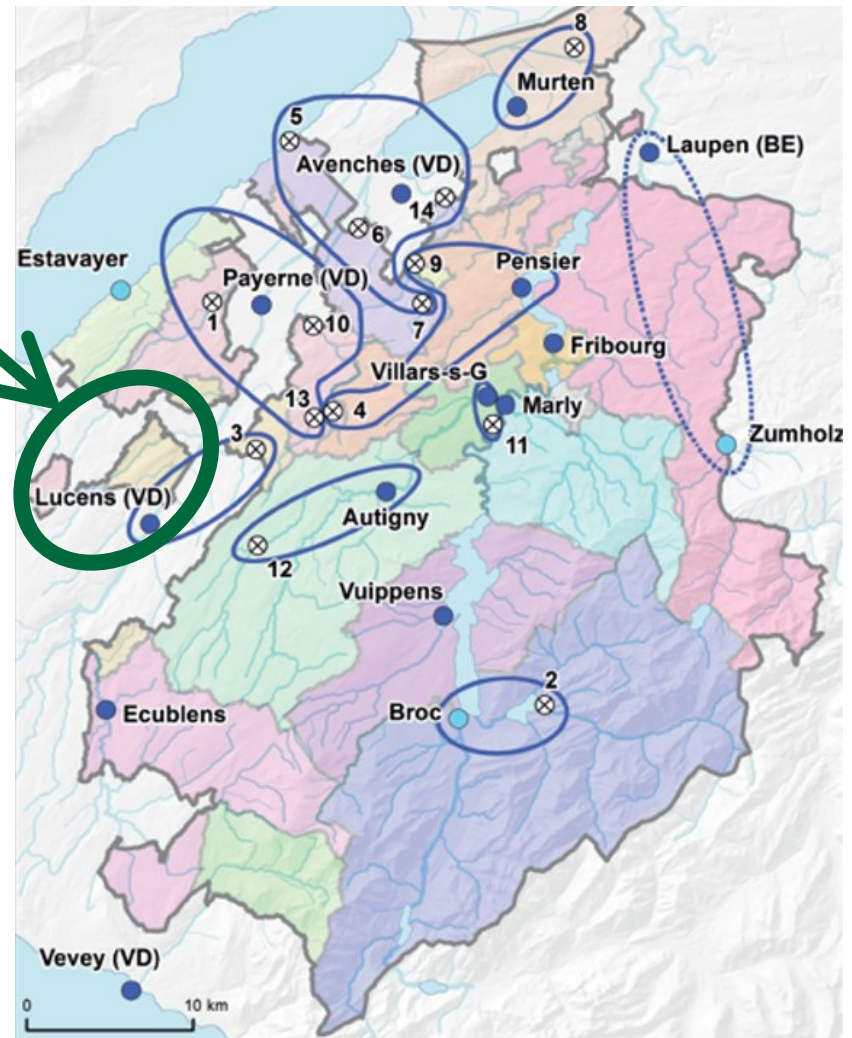 8
Murten
5
Laupen (BE)
Avenches (VD)
14
6
Estavayer
9
Pensier
Payerne (VD)
1
7
10
Fribourg
Villars-s-G
13
4
Marly
3
11
Zumholz
Lucens (VD)
Autigny
12
Vuippens
2
Broc
Ecublens
Vevey (VD)
0
10 km